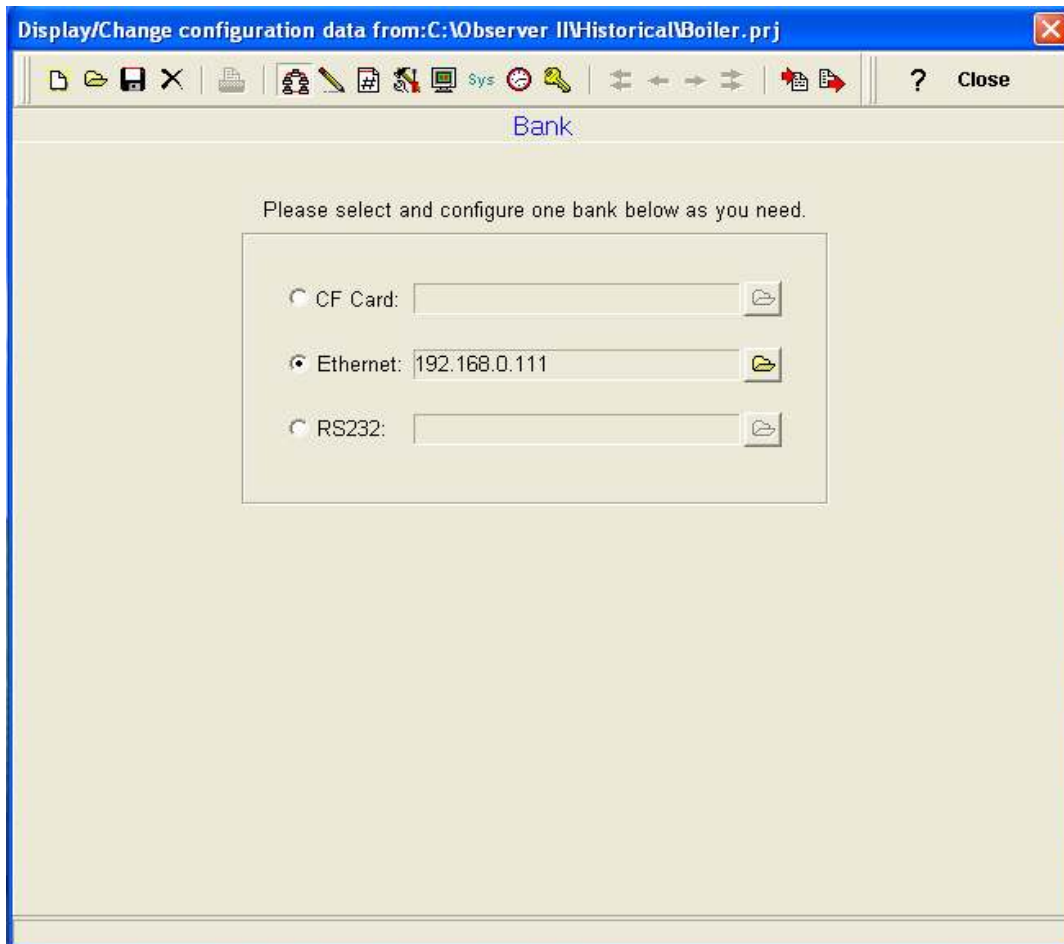 Display/Change configuration data from:C:\Observer II\Historical\Boiler.prj
Sys ? Close
Bank
Please select and configure one bank below as you need.
CF Card:
Ethernet: 192.168.0.111
RS232: